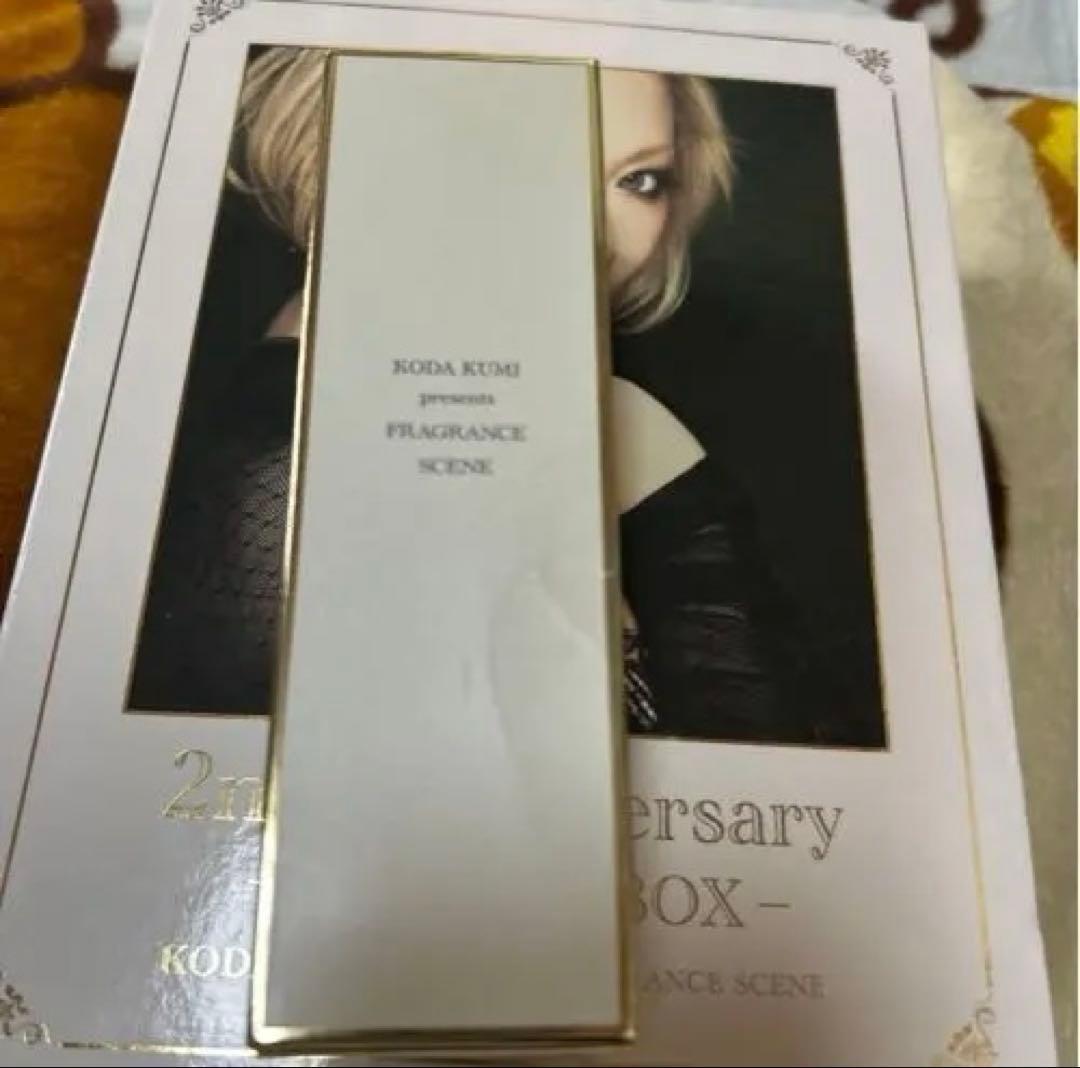 KODA KUMI
presents
FRAGRANCE
SCENE
2n ersary
BOX –
KOD ANCE SCENE